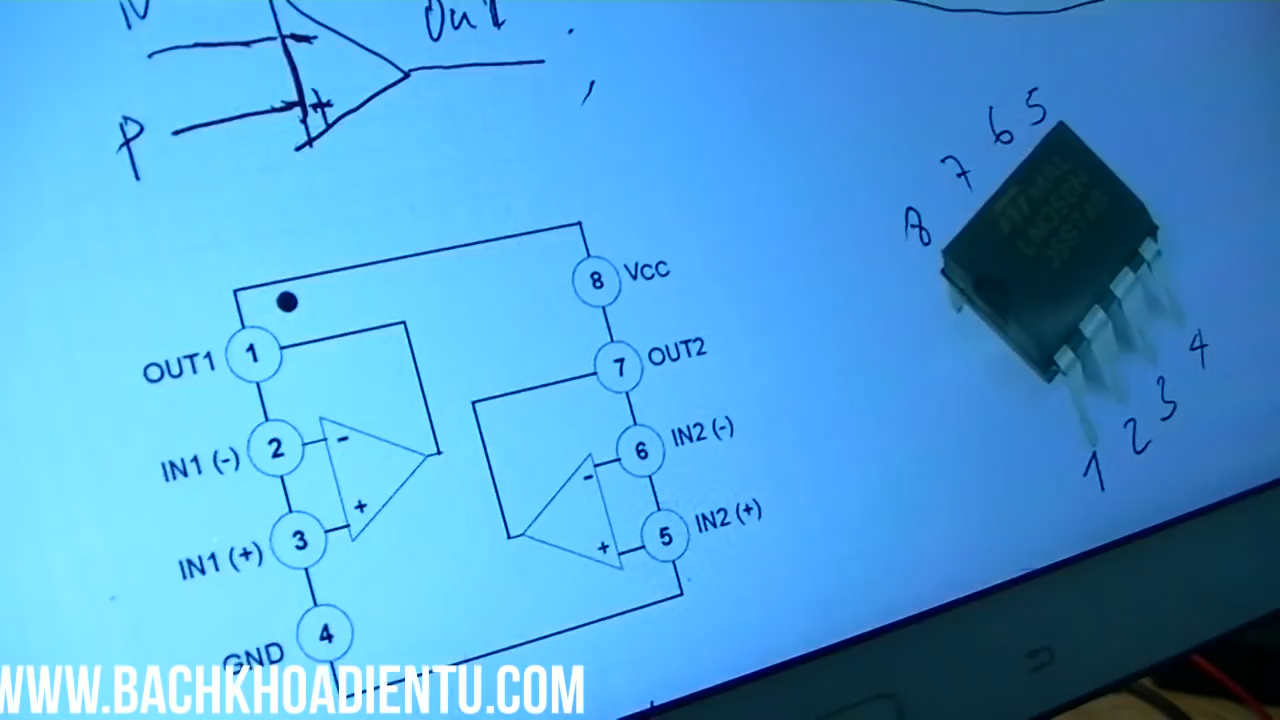 N
Out
P
-
+
8
7
6
5
1
2
3
4
LM358N
OUT1
1
IN1 (-)
2
-
IN1 (+)
3
+
GND
4
8
VCC
7
OUT2
6
IN2 (-)
-
5
IN2 (+)
+
WWW.BACHKHOADIENTU.COM